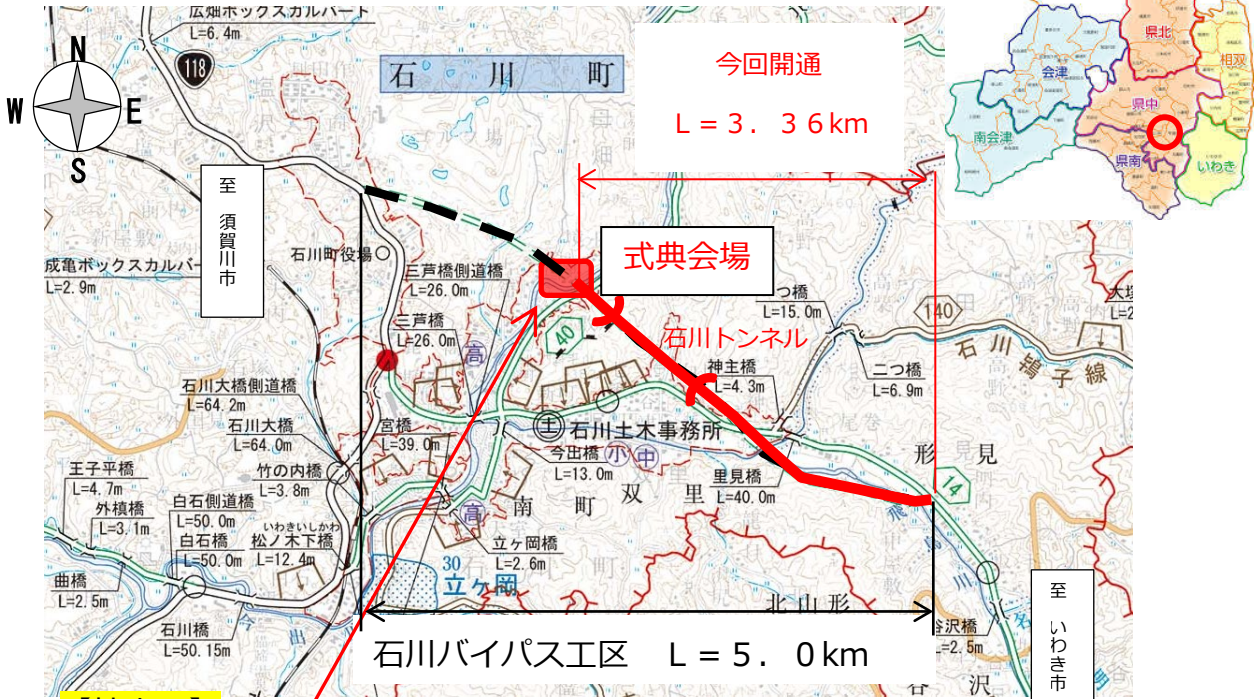 広畑ボックスカルバート
L=6.4m
118
N
W
E
S
石川町
今回開通
L=3.36km
県北
相双
会津
県中
南会津
県南
いわき
至 須賀川市
石川町役場
成亀ボックスカルバー
L=2.9m
三芦橋側道橋
L=26.0m
三芦橋
L=26.0m
式典会場
40
高
石川トンネル
一つ橋
L=15.0m
140
石川鴇子線
神主橋
L=4.3m
二つ橋
L=6.9m
石川大橋側道橋
L=64.2m
石川大橋
L=64.0m
宮橋
L=39.0m
土
石川土木事務所
今出橋
L=13.0m
小
中
里見橋
L=40.0m
形見
14
王子平橋
L=4.7m
外槙橋
L=3.1m
竹の内橋
L=3.8m
白石側道橋
L=50.0m
白石橋
L=50.0m
いわきいしかわ
松ノ木下橋
L=12.4m
高
南町
双里
立ヶ岡橋
L=2.6m
30
立ヶ岡
曲橋
L=2.5m
石川橋
L=50.15m
今出川
北山形
谷沢橋
L=2.5m
谷沢
至 いわき市
石川バイパス工区 L=5.0km